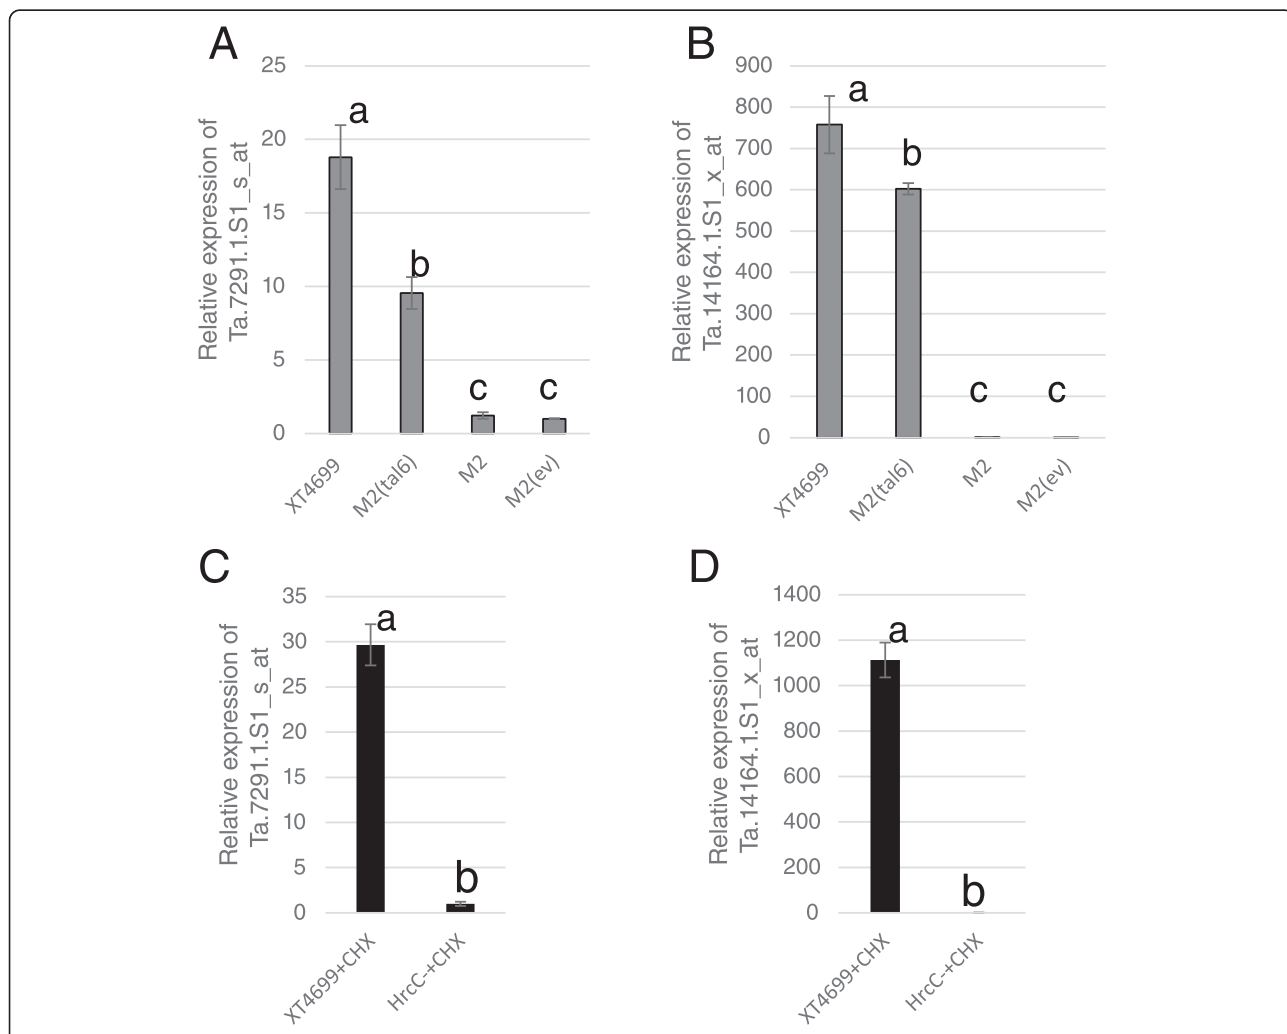 A
Relative expression of
Ta.7291.1.S1_s_at
25
20
15
10
5
0
a
b
c
c
XT4699
M2(tal6)
M2
M2(ev)
B
Relative expression of
Ta.14164.1.S1_x_at
900
800
700
600
500
400
300
200
100
0
a
b
c
c
XT4699
M2(tal6)
M2
M2(ev)
C
Relative expression of
Ta.7291.1.S1_s_at
35
30
25
20
15
10
5
0
a
b
XT4699+CHX
HrcC-+CHX
D
Relative expression of
Ta.14164.1.S1_x_at
1400
1200
1000
800
600
400
200
0
a
b
XT4699+CHX
HrcC-+CHX